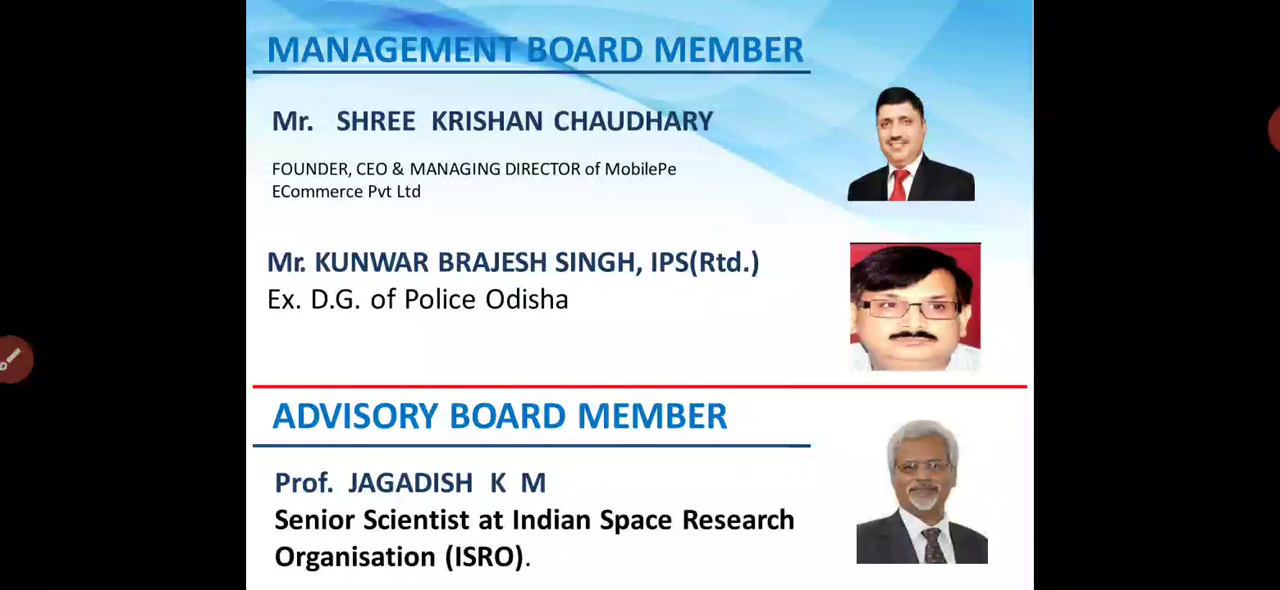 MANAGEMENT BOARD MEMBER
Mr. SHREE KRISHAN CHAUDHARY
FOUNDER, CEO & MANAGING DIRECTOR of MobilePe
ECommerce Pvt Ltd
Mr. KUNWAR BRAJESH SINGH, IPS(Rtd.)
Ex. D.G. of Police Odisha
ADVISORY BOARD MEMBER
Prof. JAGADISH K M
Senior Scientist at Indian Space Research
Organisation (ISRO).